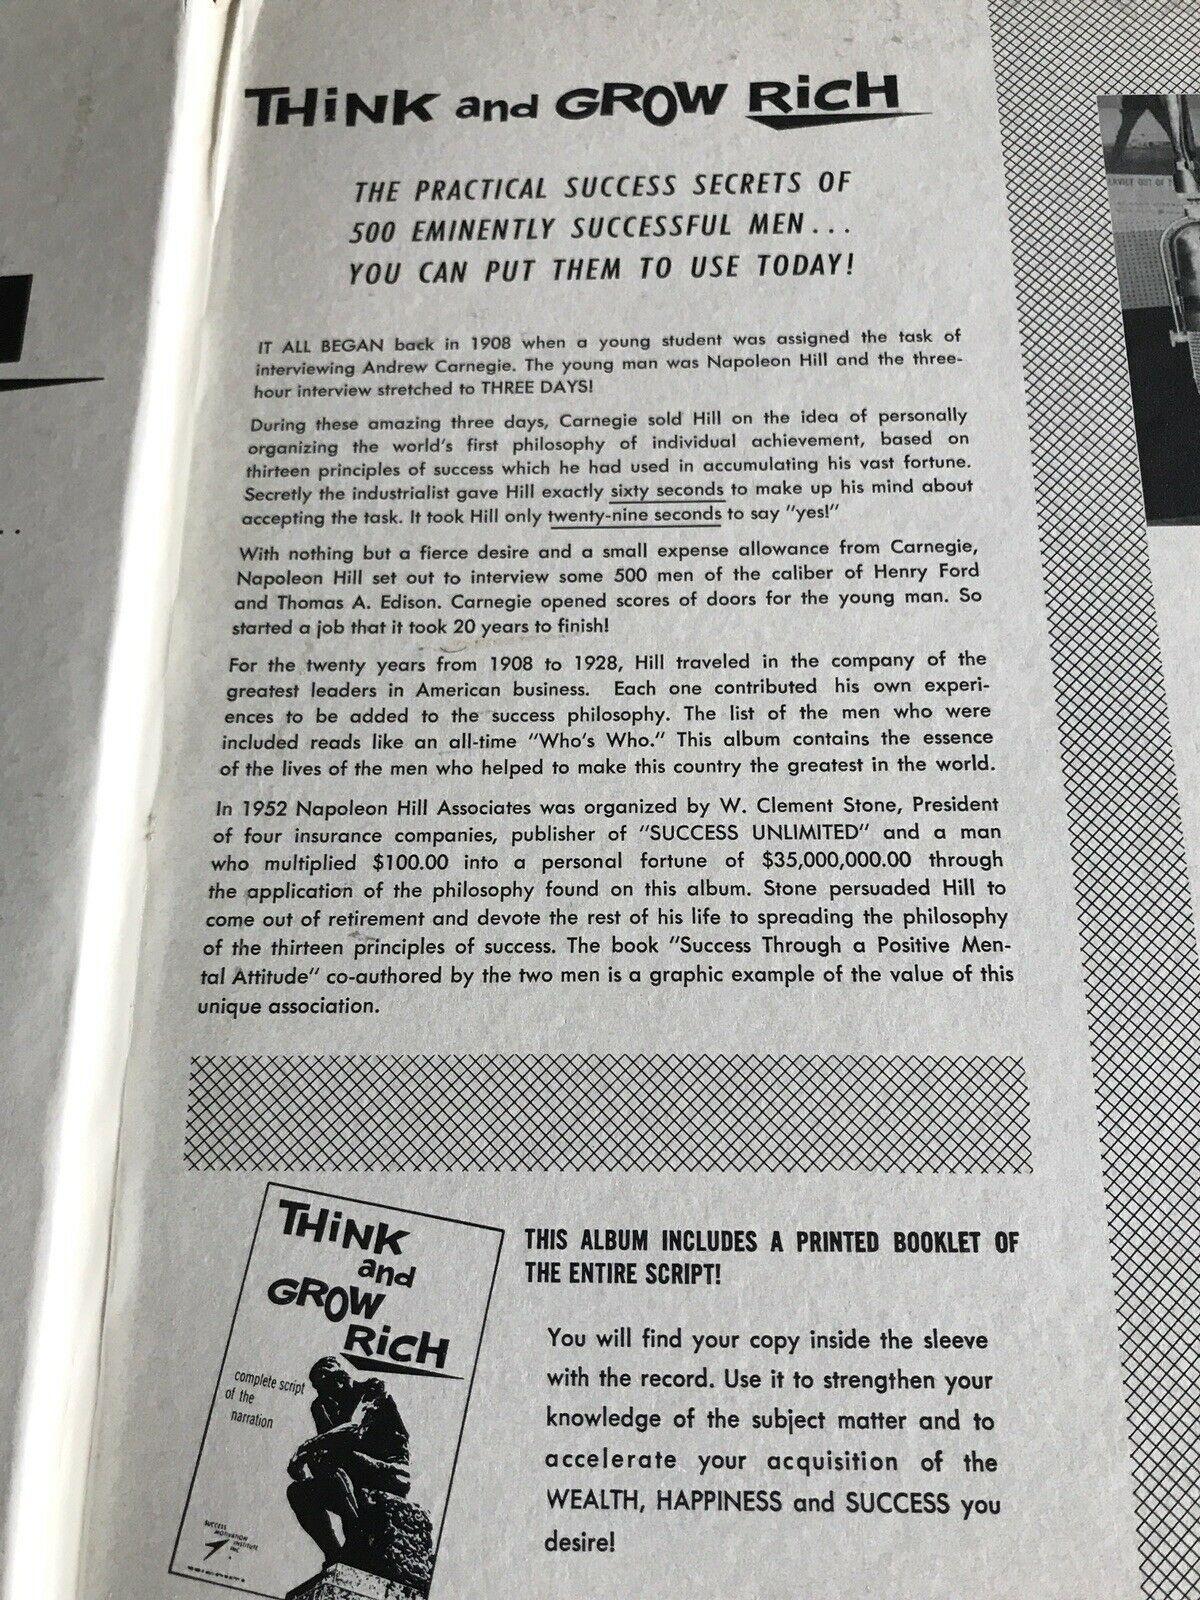 THINK and GROW RICH
THE PRACTICAL SUCCESS SECRETS OF
500 EMINENTLY SUCCESSFUL MEN...
YOU CAN PUT THEM TO USE TODAY!
IT ALL BEGAN back in 1908 when a young student was assigned the task of
interviewing Andrew Carnegie. The young man was Napoleon Hill and the three-
hour interview stretched to THREE DAYS!
During these amazing three days, Carnegie sold Hill on the idea of personally
organizing the world's first philosophy of individual achievement, based on
thirteen principles of success which he had used in accumulating his vast fortune.
Secretly the industrialist gave Hill exactly sixty seconds to make up his mind about
accepting the task. It took Hill only twenty-nine seconds to say "yes!"
With nothing but a fierce desire and a small expense allowance from Carnegie,
Napoleon Hill set out to interview some 500 men of the caliber of Henry Ford
and Thomas A. Edison. Carnegie opened scores of doors for the young man. So
started a job that it took 20 years to finish!
For the twenty years from 1908 to 1928, Hill traveled in the company of the
greatest leaders in American business. Each one contributed his own experi-
ences to be added to the success philosophy. The list of the men who were
included reads like an all-time "Who's Who." This album contains the essence
of the lives of the men who helped to make this country the greatest in the world.
In 1952 Napoleon Hill Associates was organized by W. Clement Stone, President
of four insurance companies, publisher of "SUCCESS UNLIMITED" and a man
who multiplied $100.00 into a personal fortune of $35,000,000.00 through
the application of the philosophy found on this album. Stone persuaded Hill to
come out of retirement and devote the rest of his life to spreading the philosophy
of the thirteen principles of success. The book "Success Through a Positive Men-
tal Attitude" co-authored by the two men is a graphic example of the value of this
unique association.
THINK
and
GROW
RICH
complete script
of the
narration
SUCCESS
MOTIVATION
INSTITUTE
INC.
THIS ALBUM INCLUDES A PRINTED BOOKLET OF
THE ENTIRE SCRIPT!
You will find your copy inside the sleeve
with the record. Use it to strengthen your
knowledge of the subject matter and to
accelerate your acquisition of the
WEALTH, HAPPINESS and SUCCESS you
desire!
OUT OF